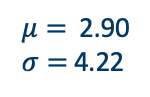 μ = 2.90
σ = 4.22